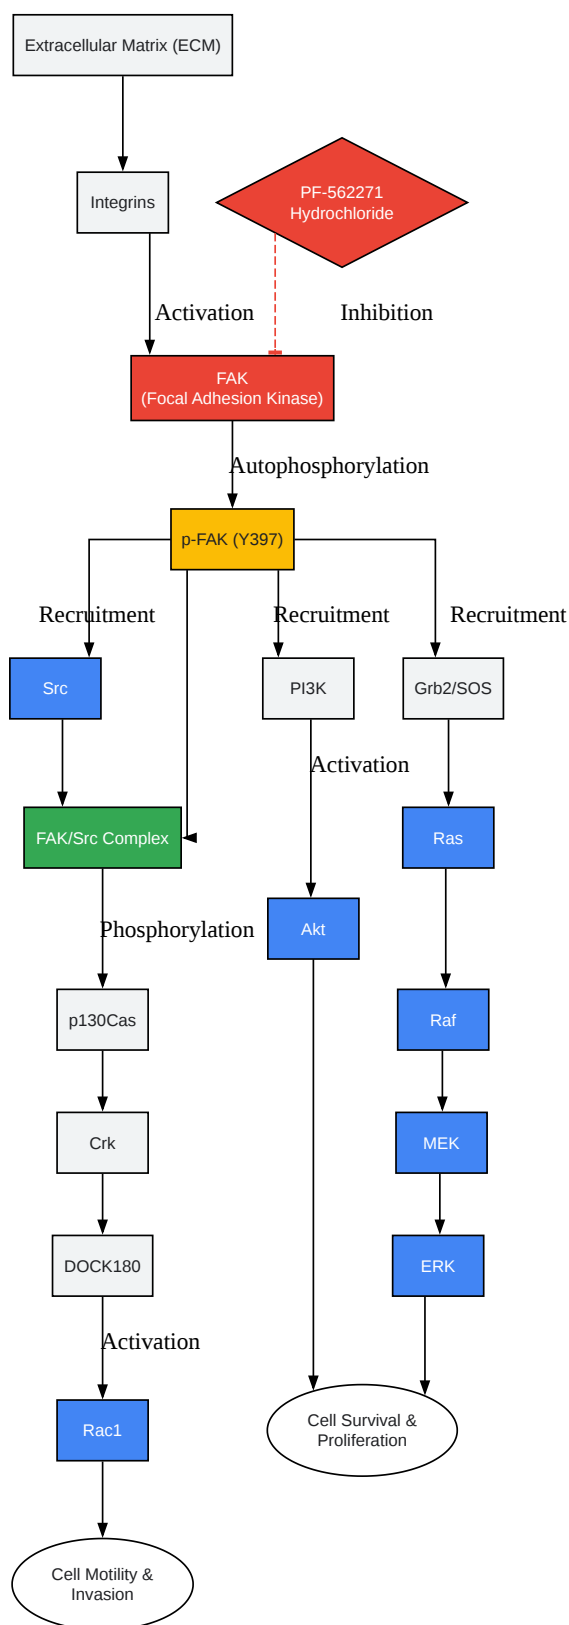 Extracellular Matrix (ECM)
Integrins
PF-562271
Hydrochloride
Activation
Inhibition
FAK
(Focal Adhesion Kinase)
Autophosphorylation
p-FAK (Y397)
Recruitment
Recruitment
Recruitment
Src
PI3K
Grb2/SOS
Activation
FAK/Src Complex
Ras
Phosphorylation
Akt
p130Cas
Raf
Crk
MEK
DOCK180
ERK
Activation
Rac1
Cell Survival &
Proliferation
Cell Motility &
Invasion